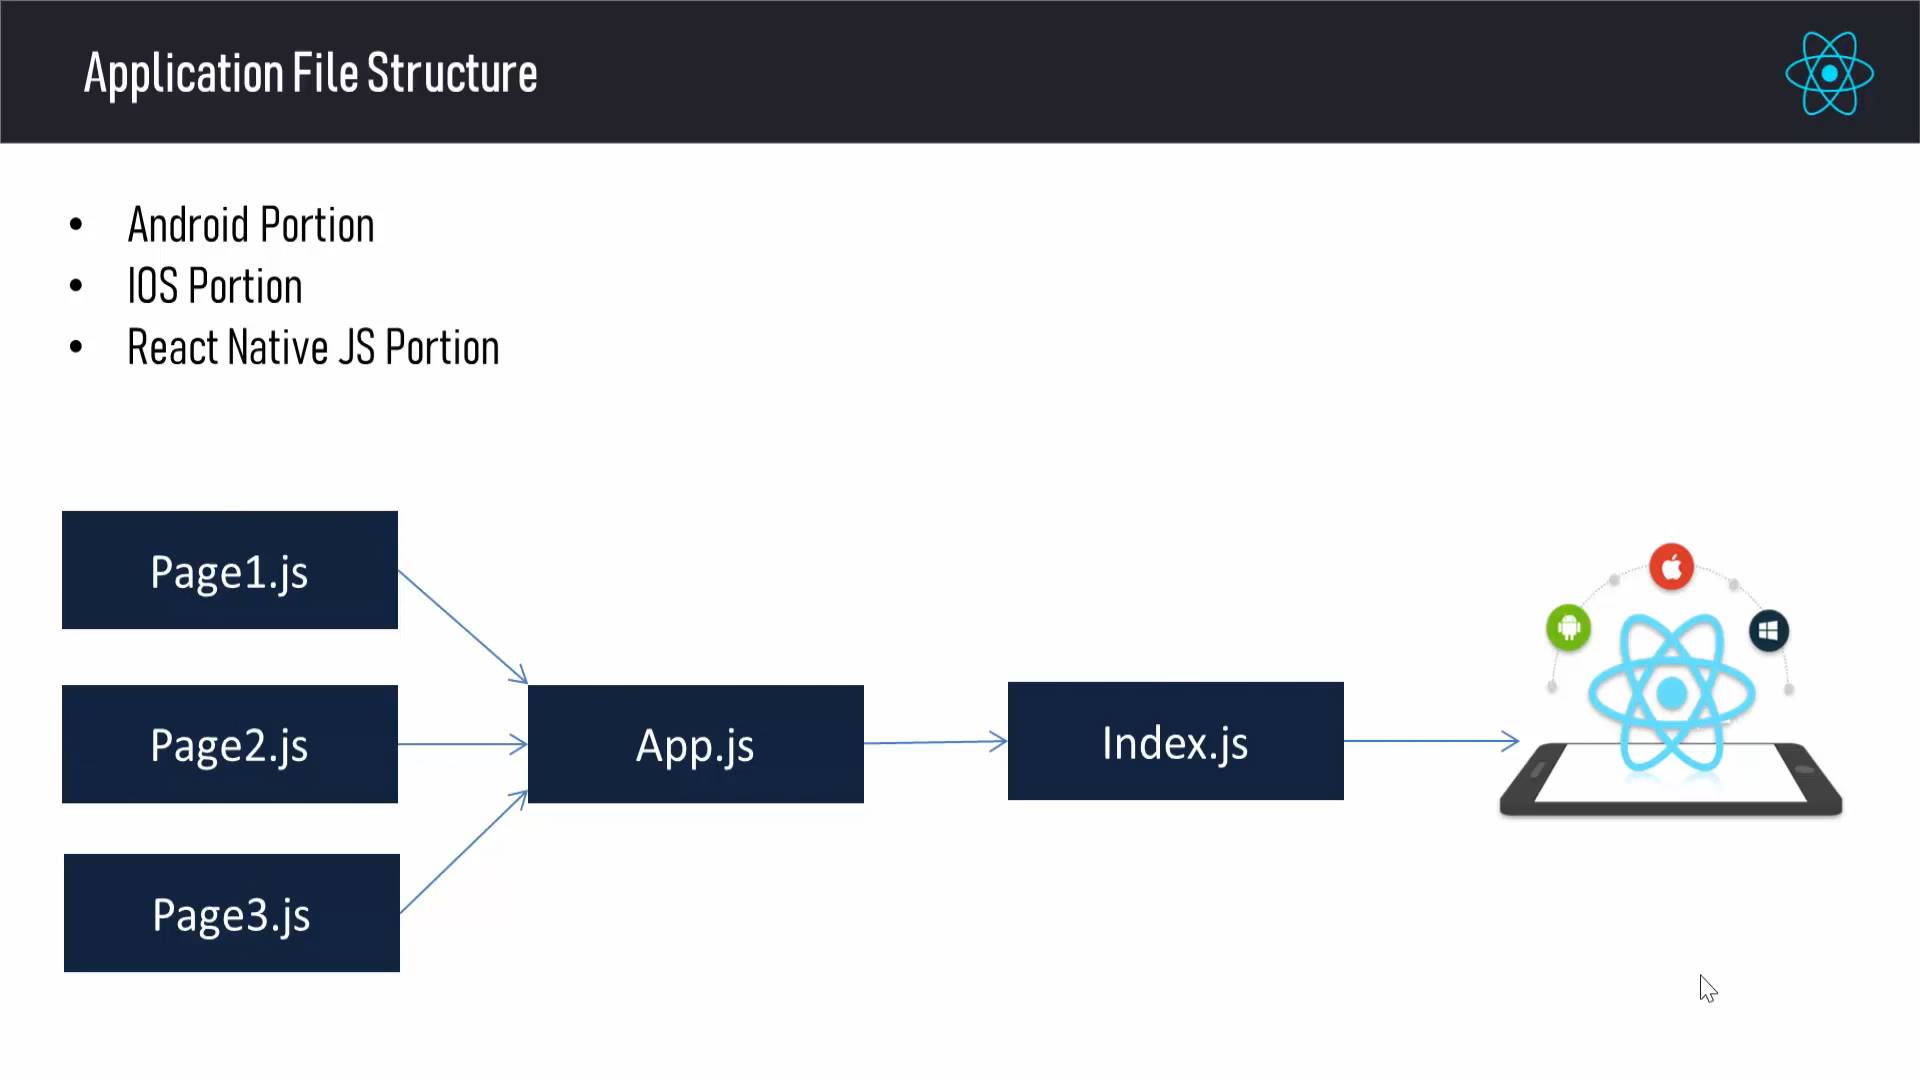 Application File Structure
• Android Portion
• IOS Portion
• React Native JS Portion
Page1.js
Page2.js
App.js
Index.js
Page3.js